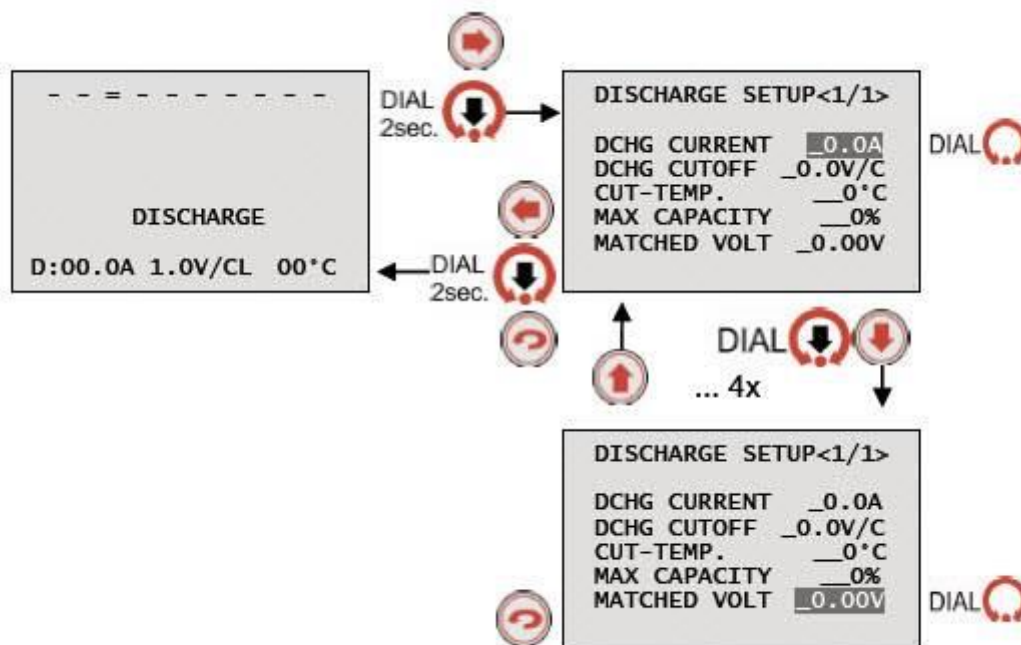 - - = - - - - - - -
DISCHARGE
D:00.0A 1.0V/CL 00°C
DIAL
2sec.
DISCHARGE SETUP<1/1>
DCHG CURRENT _0.0A
DCHG CUTOFF _0.0V/C
CUT-TEMP. __0°C
MAX CAPACITY __0%
MATCHED VOLT _0.00V
DIAL
DIAL
2sec.
DIAL
... 4x
DISCHARGE SETUP<1/1>
DCHG CURRENT _0.0A
DCHG CUTOFF _0.0V/C
CUT-TEMP. __0°C
MAX CAPACITY __0%
MATCHED VOLT _0.00V
DIAL